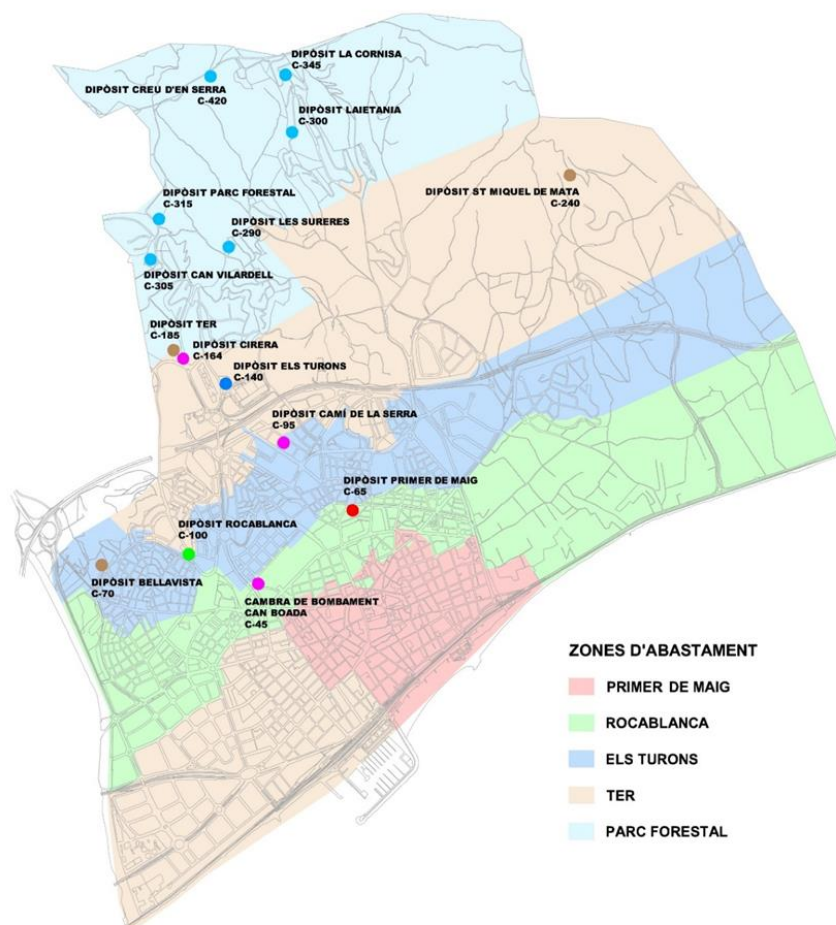 DIPÒSIT LA CORNISA
C-345
DIPÒSIT CREU D'EN SERRA
C-420
DIPÒSIT LAIETANIA
C-300
DIPÒSIT ST MIQUEL DE MATA
C-240
DIPÒSIT PARC FORESTAL
C-315
DIPÒSIT LES SURERES
C-290
DIPÒSIT CAN VILARDELL
C-305
DIPÒSIT TER
C-185
DIPÒSIT CIRERA
C-164
DIPÒSIT ELS TURONS
C-140
DIPÒSIT CAMÍ DE LA SERRA
C-95
DIPÒSIT PRIMER DE MAIG
C-65
DIPÒSIT ROCABLANCA
C-100
DIPÒSIT BELLAVISTA
C-70
CAMBRA DE BOMBAMENT
CAN BOADA
C-45
ZONES D'ABASTAMENT
PRIMER DE MAIG
ROCABLANCA
ELS TURONS
TER
PARC FORESTAL